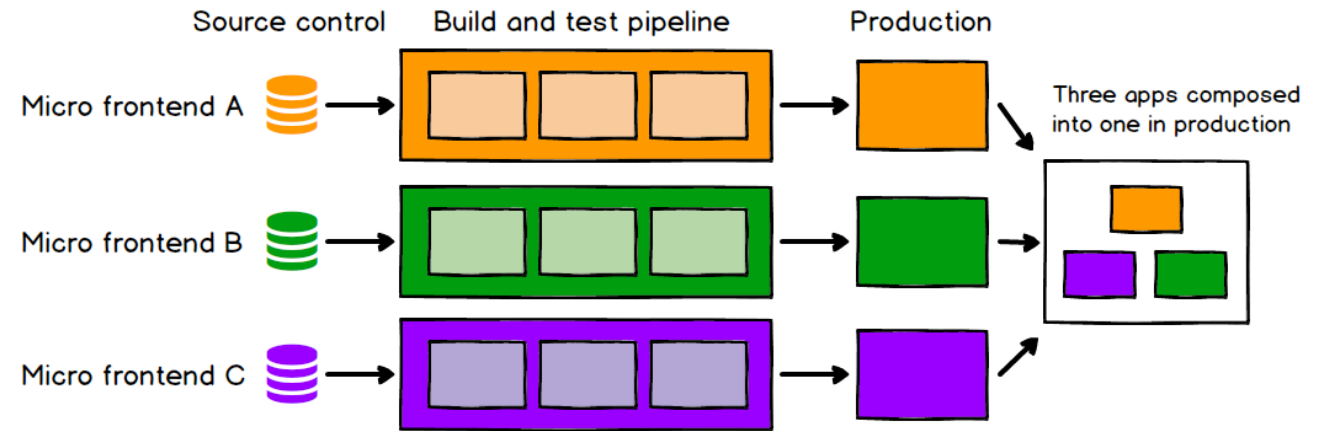 Source control
Build and test pipeline
Production
Micro frontend A
Three apps composed
into one in production
Micro frontend B
Micro frontend C